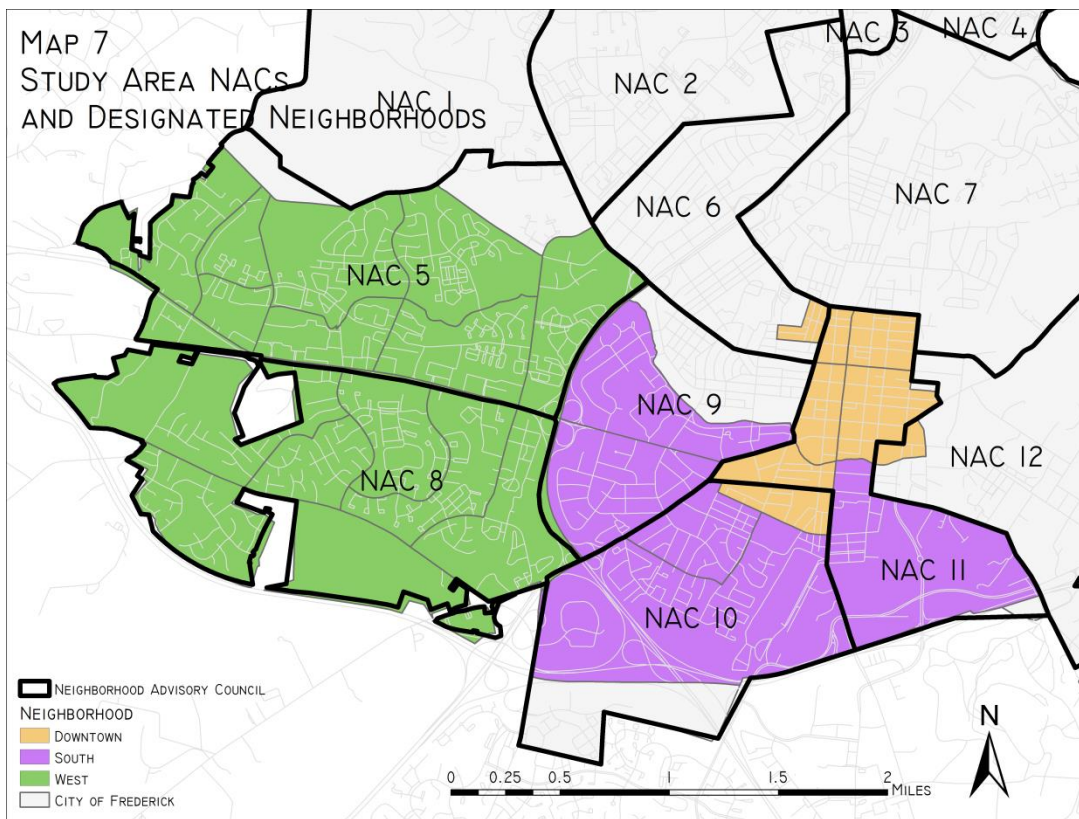 Map 7
Study Area NACs
and Designated Neighborhoods
NAC 1
NAC 2
NAC 3
NAC 4
NAC 5
NAC 6
NAC 7
NAC 8
NAC 9
NAC 10
NAC 11
NAC 12
Neighborhood Advisory Council
Neighborhood
Downtown
South
West
City of Frederick
N
0 0.25 0.5 1 1.5 2
Miles